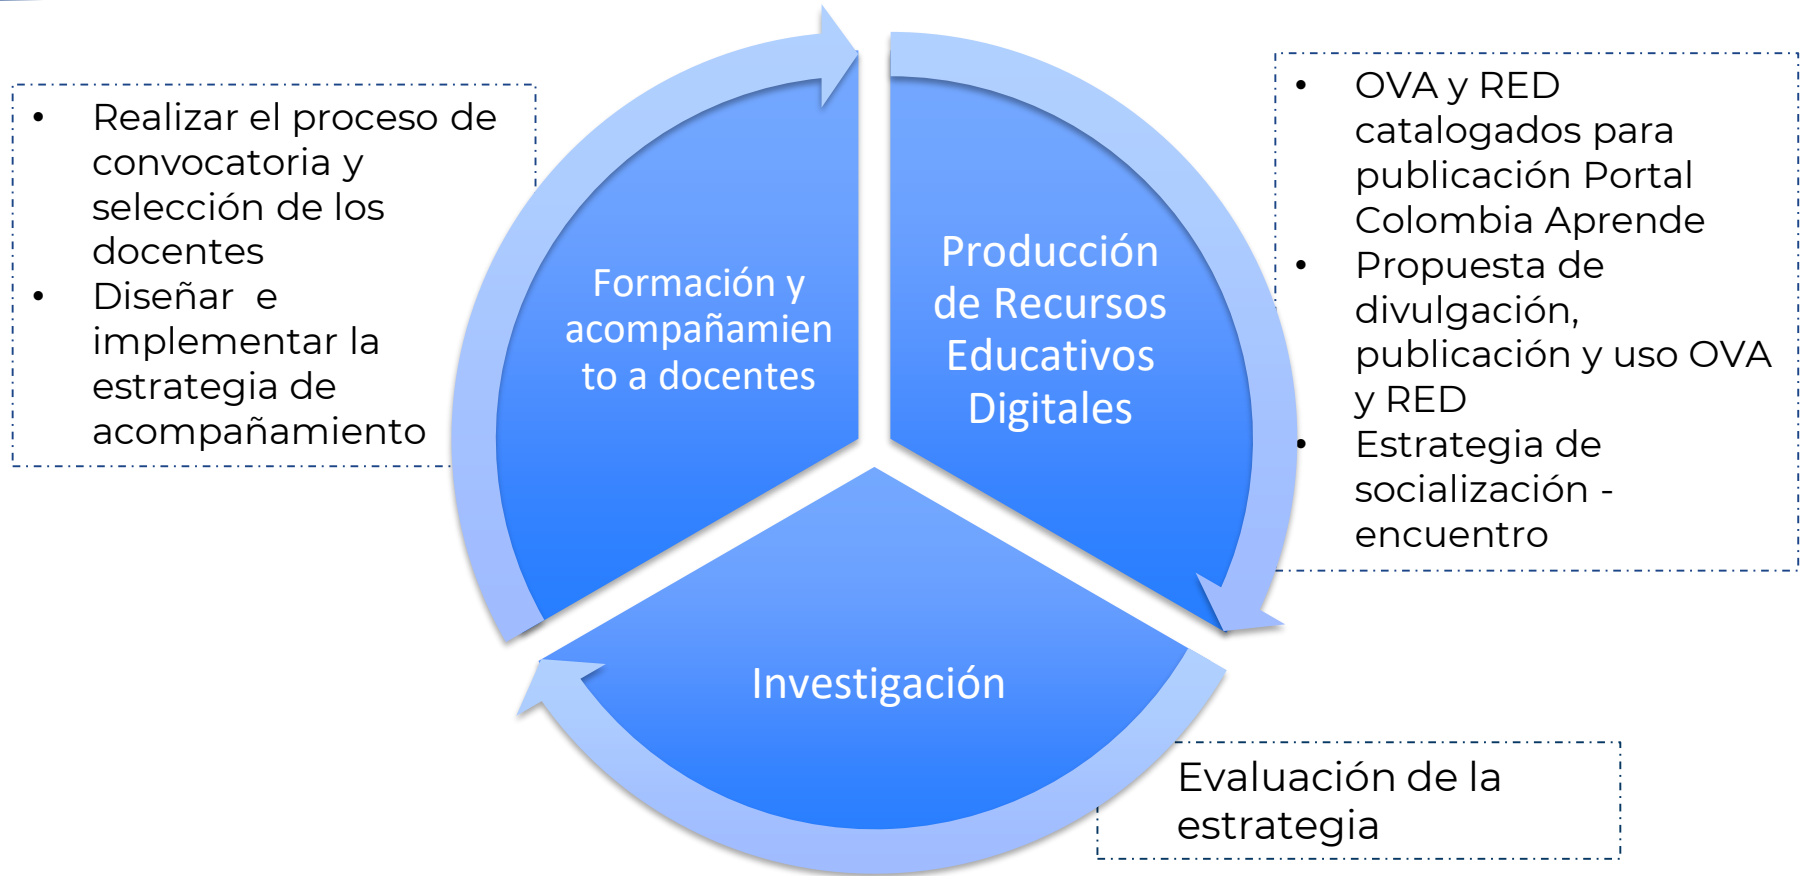 • Realizar el proceso de
convocatoria y
selección de los
docentes
• Diseñar e
implementar la
estrategia de
acompañamiento
Formación y
acompañamien
to a docentes
Producción
de Recursos
Educativos
Digitales
• OVA y RED
catalogados para
publicación Portal
Colombia Aprende
• Propuesta de
divulgación,
publicación y uso OVA
y RED
• Estrategia de
socialización -
encuentro
Investigación
Evaluación de la
estrategia